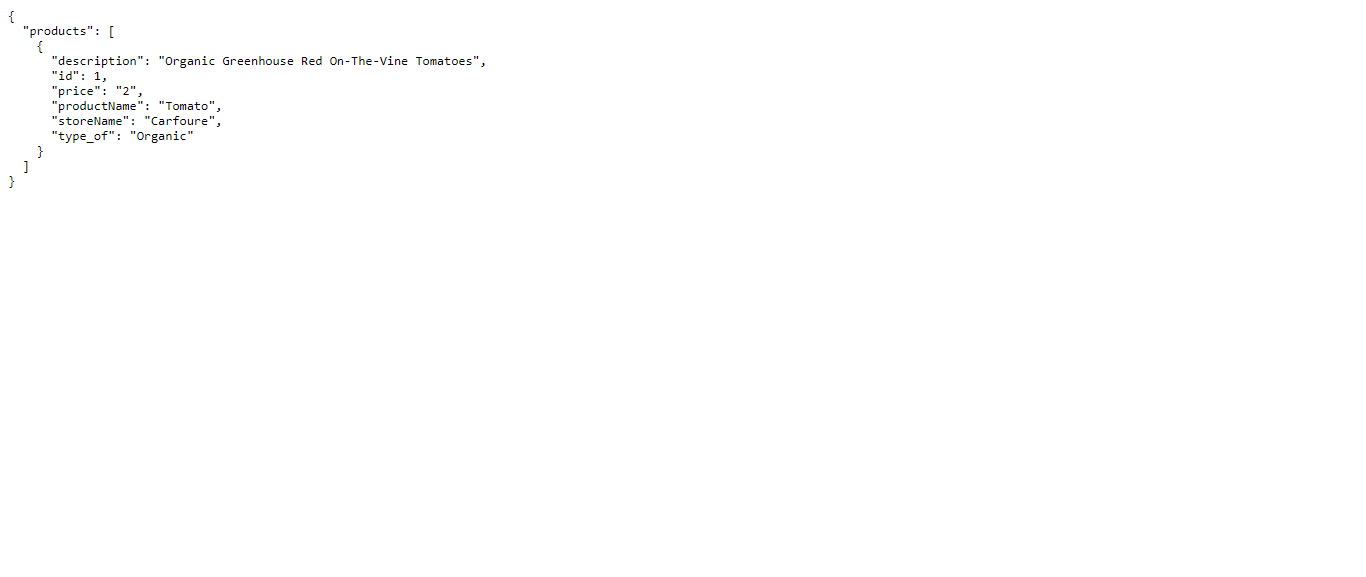 {
  "products": [
    {
      "description": "Organic Greenhouse Red On-The-Vine Tomatoes",
      "id": 1,
      "price": "2",
      "productName": "Tomato",
      "storeName": "Carfoure",
      "type_of": "Organic"
    }
  ]
}